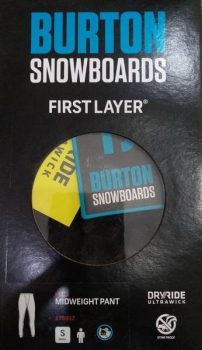 BURTON
SNOWBOARDS
FIRST LAYER®
BURTON
SNOWBOARDS
MIDWEIGHT PANT
DRYRIDE
ULTRAWICK
S